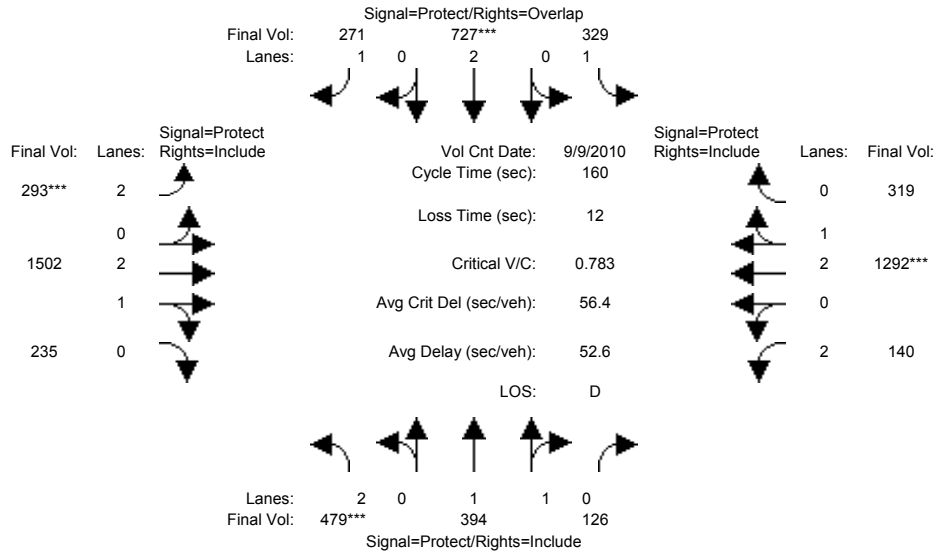 Signal=Protect/Rights=Overlap
Final Vol: 271 727*** 329
Lanes: 1 0 2 0 1
Signal=Protect Signal=Protect
Final Vol: Lanes: Rights=Include Vol Cnt Date: 9/9/2010 Rights=Include Lanes: Final Vol:
Cycle Time (sec): 160
293*** 2 0 319
Loss Time (sec): 12
0 1
1502 2 Critical V/C: 0.783 2 1292***
1 Avg Crit Del (sec/veh): 56.4 0
235 0 Avg Delay (sec/veh): 52.6 2 140
LOS: D
Lanes: 2 0 1 1 0
Final Vol: 479*** 394 126
Signal=Protect/Rights=Include